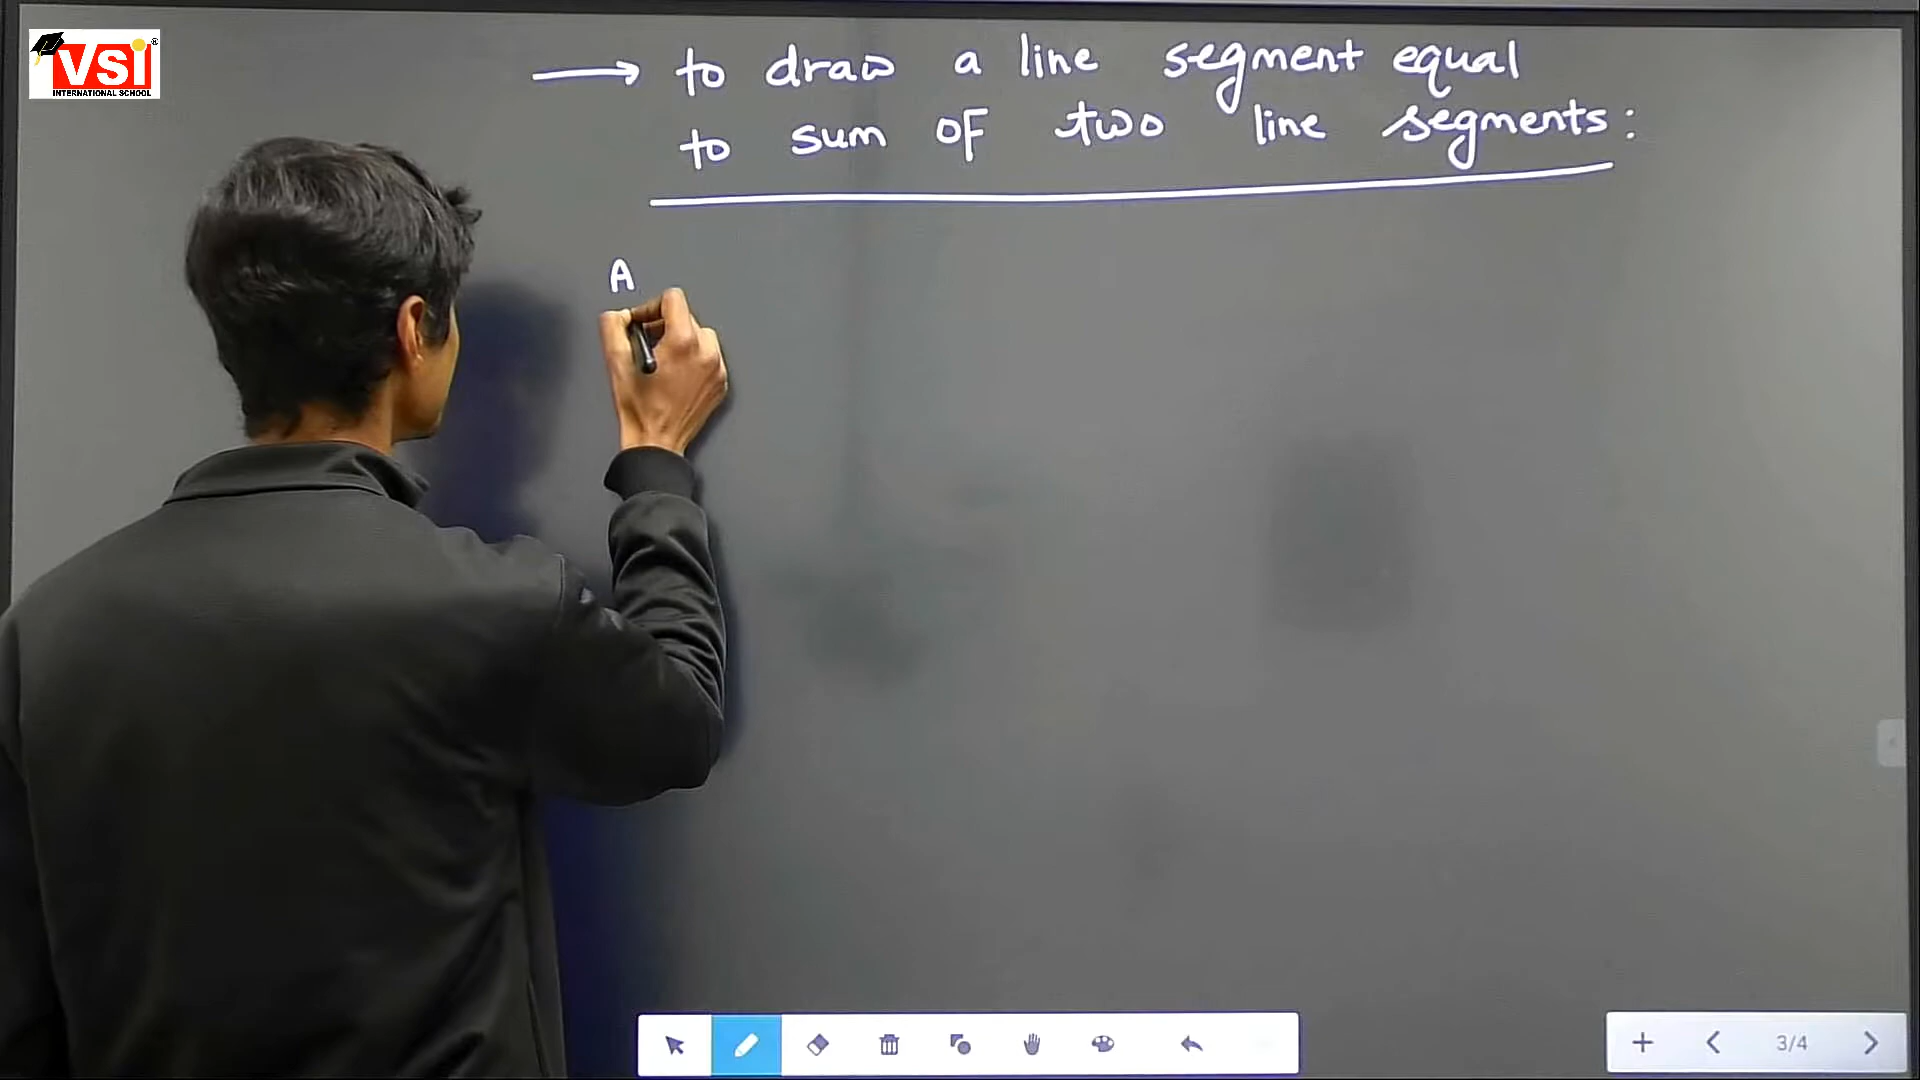 VSI
INTERNATIONAL SCHOOL
→ to draw a line segment equal
to sum of two line segments:
A
3/4